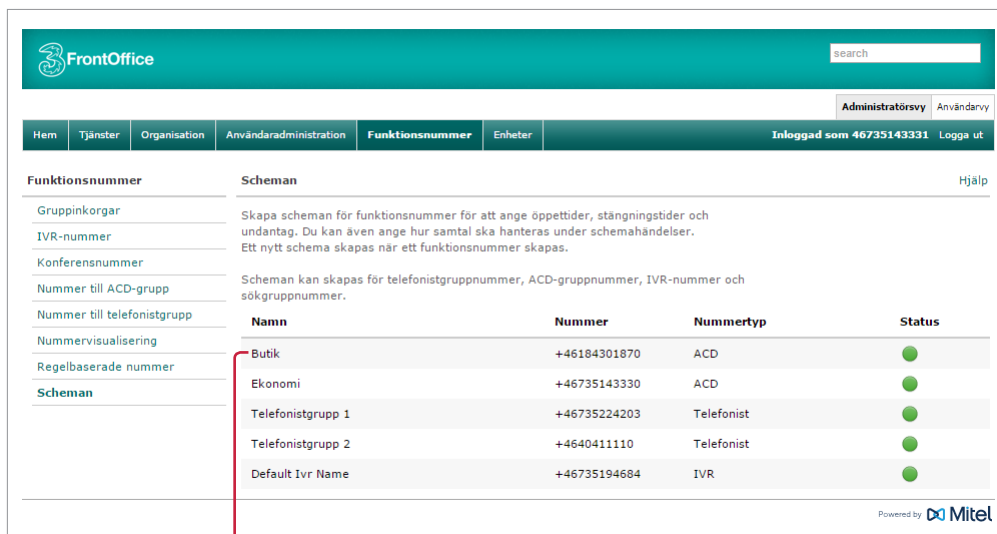 3FrontOffice
search
Administratörsvy Användarvy
Hem Tjänster Organisation Användaradministration Funktionsnummer Enheter Inloggad som 46735143331 Logga ut
Funktionsnummer
Gruppinkorgar
IVR-nummer
Konferensnummer
Nummer till ACD-grupp
Nummer till telefonistgrupp
Nummervisualisering
Regelbaserade nummer
Scheman
Scheman Hjälp
Skapa scheman för funktionsnummer för att ange öppettider, stängningstider och
undantag. Du kan även ange hur samtal ska hanteras under schemahändelser.
Ett nytt schema skapas när ett funktionsnummer skapas.
Scheman kan skapas för telefonistgruppnummer, ACD-gruppnummer, IVR-nummer och
sökgruppnummer.
Namn Nummer Nummertyp Status
Butik +46184301870 ACD
Ekonomi +46735143330 ACD
Telefonistgrupp 1 +46735224203 Telefonist
Telefonistgrupp 2 +4640411110 Telefonist
Default Ivr Name +46735194684 IVR
Powered by Mitel